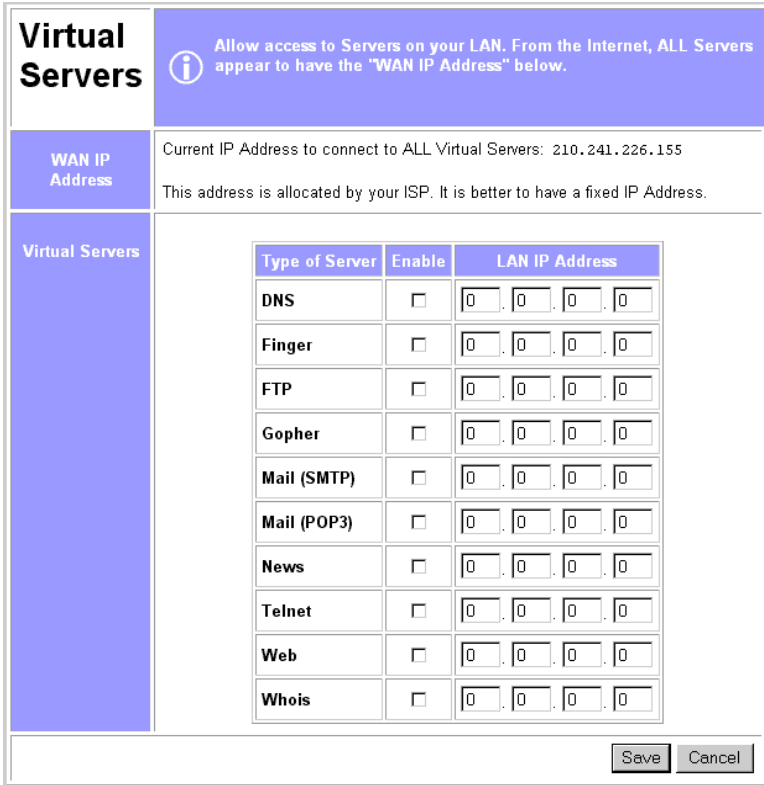 Virtual
Servers
Allow access to Servers on your LAN. From the Internet, ALL Servers
appear to have the "WAN IP Address" below.
WAN IP
Address
Current IP Address to connect to ALL Virtual Servers: 210.241.226.155
This address is allocated by your ISP. It is better to have a fixed IP Address.
Virtual Servers
Type of Server Enable LAN IP Address
DNS 0 . 0 . 0 . 0
Finger 0 . 0 . 0 . 0
FTP 0 . 0 . 0 . 0
Gopher 0 . 0 . 0 . 0
Mail (SMTP) 0 . 0 . 0 . 0
Mail (POP3) 0 . 0 . 0 . 0
News 0 . 0 . 0 . 0
Telnet 0 . 0 . 0 . 0
Web 0 . 0 . 0 . 0
Whois 0 . 0 . 0 . 0
Save Cancel